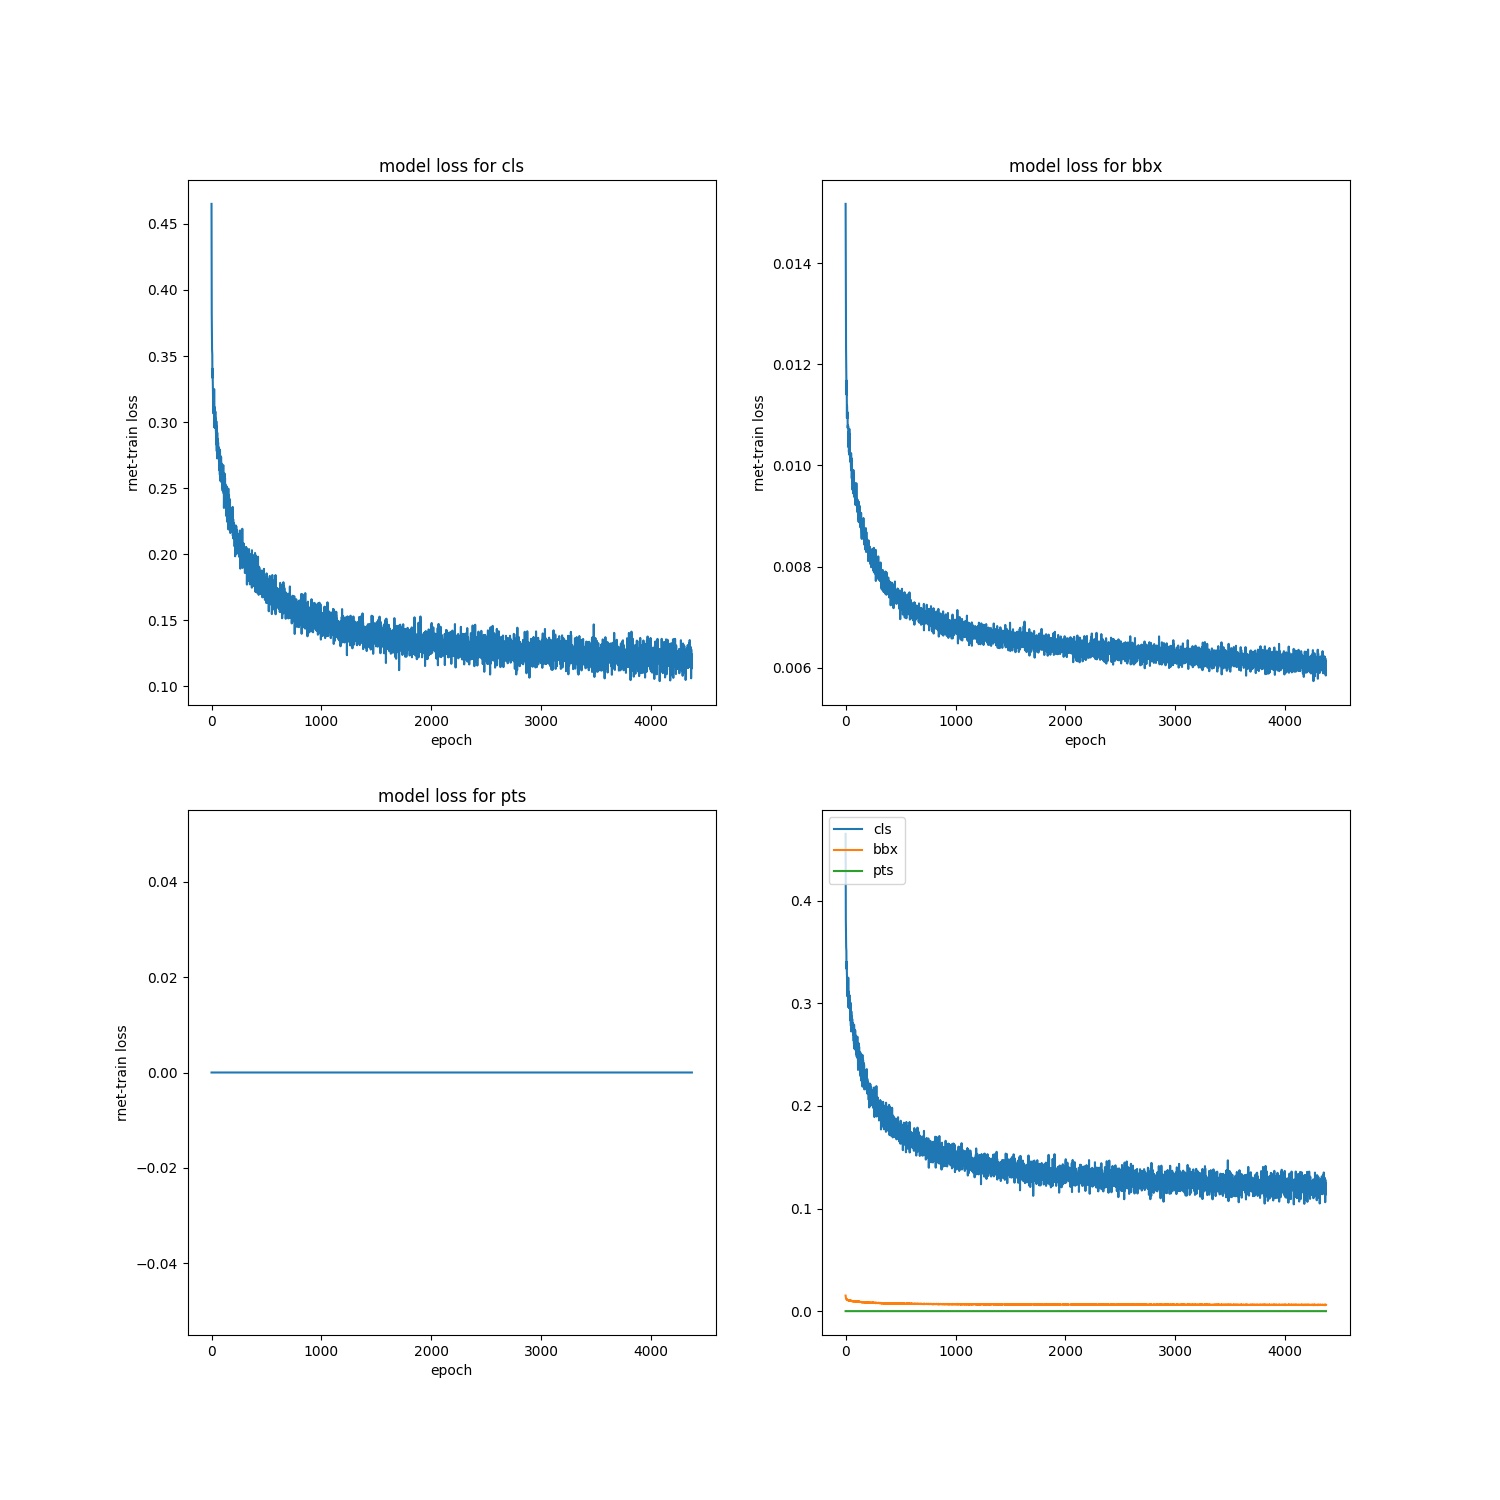 model loss for cls
0.45
0.40
0.35
0.30
0.25
0.20
0.15
0.10
rnet-train loss
0 1000 2000 3000 4000
epoch
model loss for bbx
0.014
0.012
0.010
0.008
0.006
rnet-train loss
0 1000 2000 3000 4000
epoch
model loss for pts
0.04
0.02
0.00
−0.02
−0.04
rnet-train loss
0 1000 2000 3000 4000
epoch
cls
bbx
pts
0.4
0.3
0.2
0.1
0.0
0 1000 2000 3000 4000